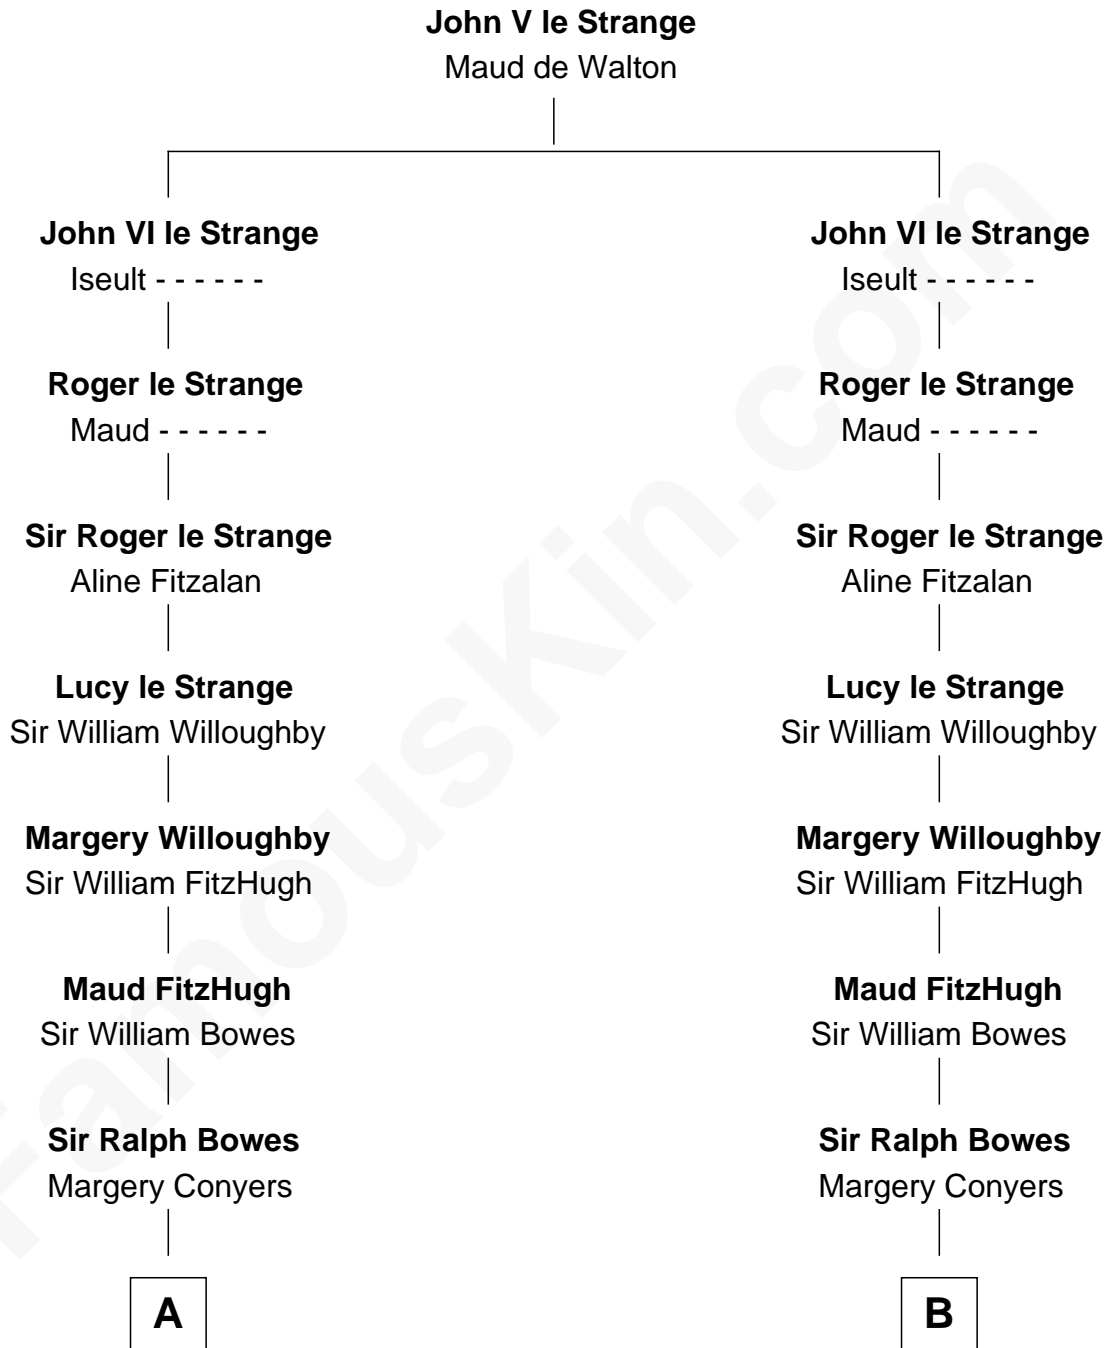 John V le Strange
Maud de Walton
John VI le Strange
Iseult - - - - - -
Roger le Strange
Maud - - - - - -
Sir Roger le Strange
Aline Fitzalan
Lucy le Strange
Sir William Willoughby
Margery Willoughby
Sir William FitzHugh
Maud FitzHugh
Sir William Bowes
Sir Ralph Bowes
Margery Conyers
A
John VI le Strange
Iseult - - - - - -
Roger le Strange
Maud - - - - - -
Sir Roger le Strange
Aline Fitzalan
Lucy le Strange
Sir William Willoughby
Margery Willoughby
Sir William FitzHugh
Maud FitzHugh
Sir William Bowes
Sir Ralph Bowes
Margery Conyers
B
FamousKin.com